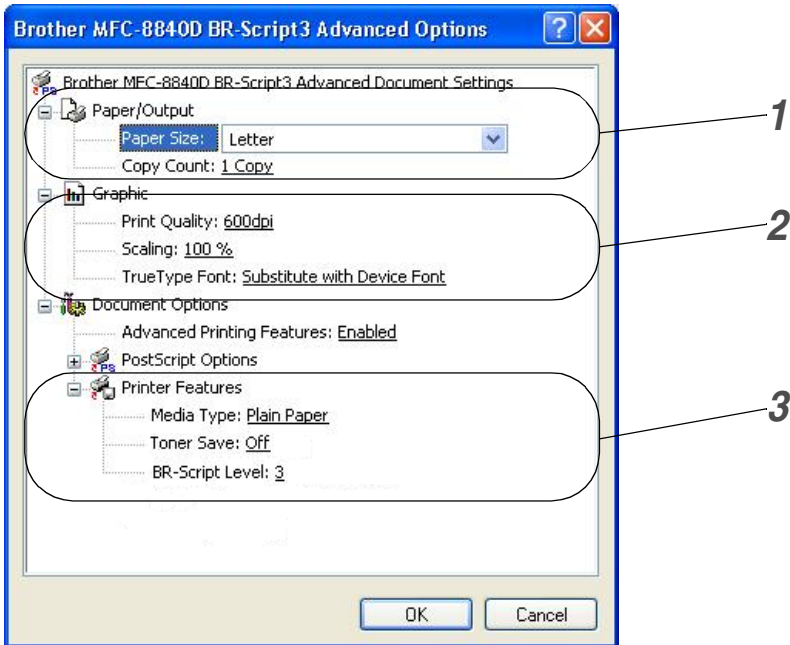 Brother MFC-8840D BR-Script3 Advanced Options
PS Brother MFC-8840D BR-Script3 Advanced Document Settings
Paper/Output
1
Paper Size: Letter
Copy Count: 1 Copy
Graphic
Print Quality: 600dpi
2
Scaling: 100 %
TrueType Font: Substitute with Device Font
Document Options
Advanced Printing Features: Enabled
PS PostScript Options
Printer Features
Media Type: Plain Paper
3
Toner Save: Off
BR-Script Level: 3
OK Cancel